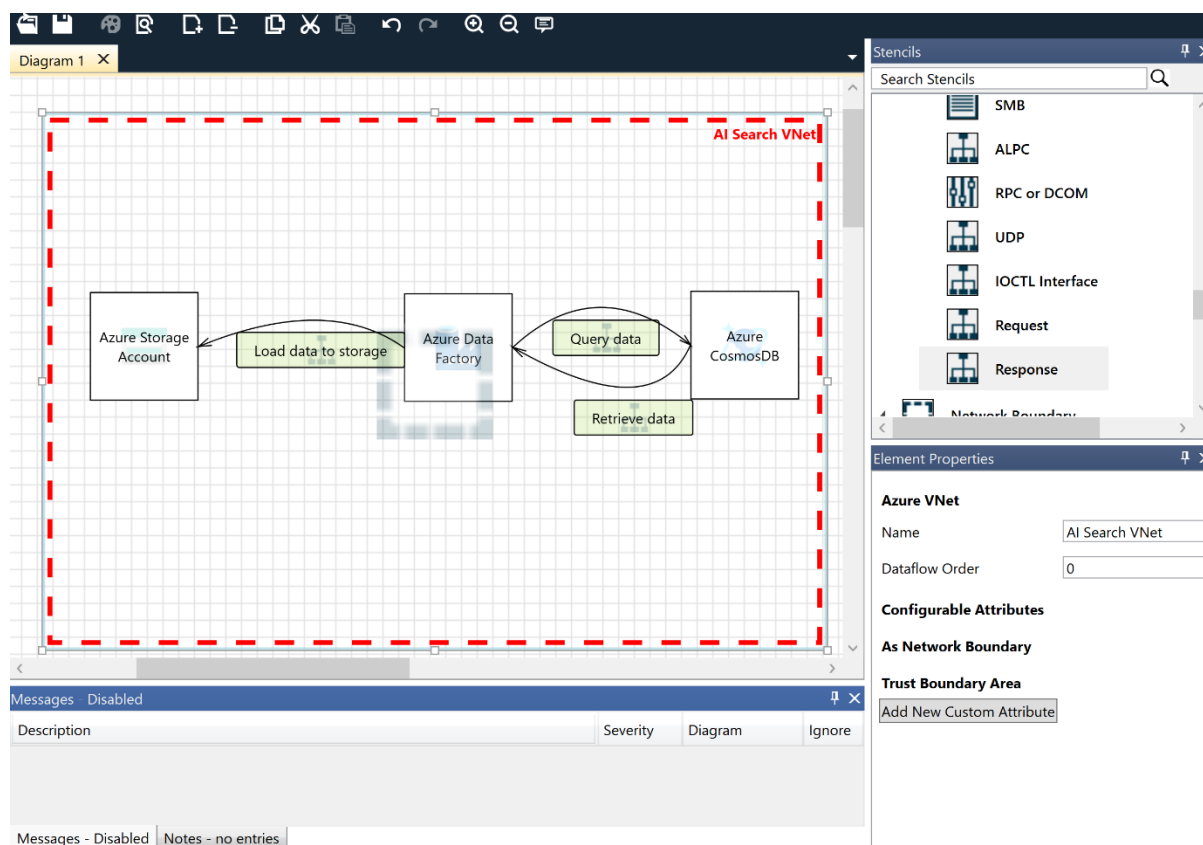 Diagram 1
Stencils
Search Stencils
SMB
ALPC
RPC or DCOM
UDP
IOCTL Interface
Request
Response
Network Boundary
AI Search VNet
Azure Storage
Account
Load data to storage
Azure Data
Factory
Query data
Retrieve data
Azure
CosmosDB
Element Properties
Azure VNet
Name AI Search VNet
Dataflow Order 0
Configurable Attributes
As Network Boundary
Trust Boundary Area
Add New Custom Attribute
Messages - Disabled
Description Severity Diagram Ignore
Messages - Disabled Notes - no entries